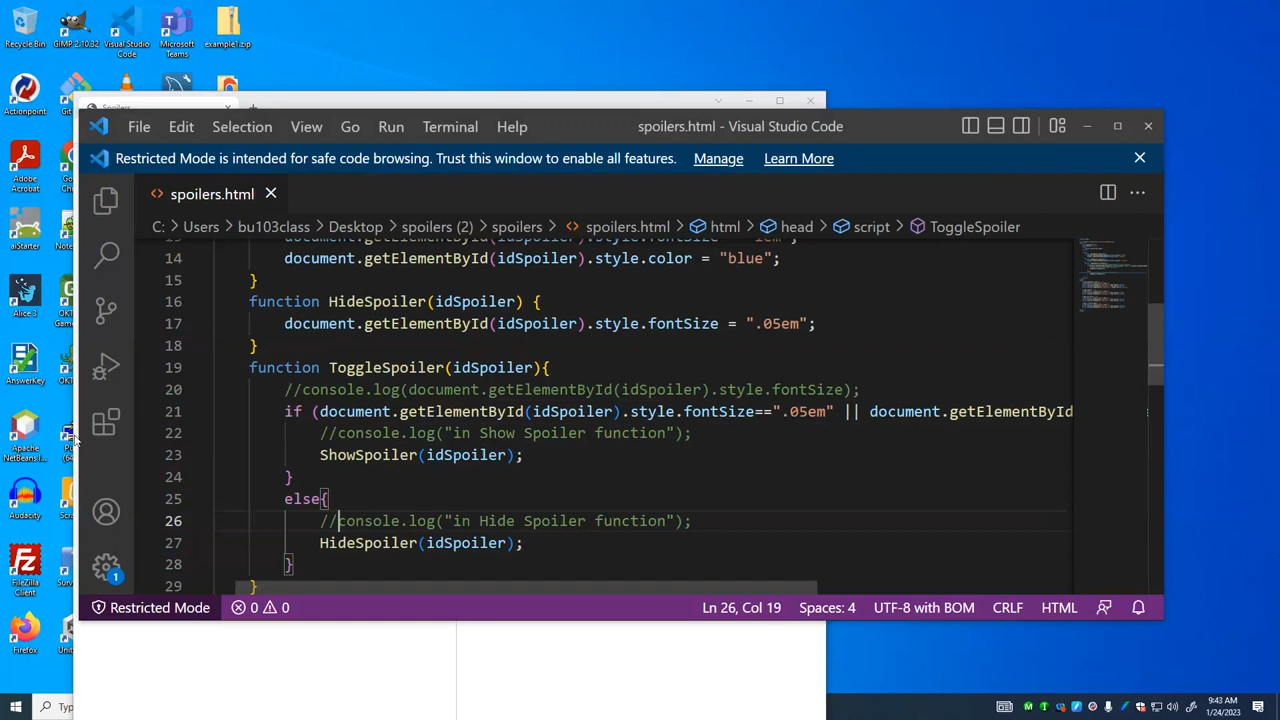 Recycle Bin
GIMP 2.10.32
Visual Studio
Code
Microsoft
Teams
example1.zip
Actionpoint
Git
Spoilers
File Edit Selection View Go Run Terminal Help
spoilers.html - Visual Studio Code
Restricted Mode is intended for safe code browsing. Trust this window to enable all features. Manage Learn More
Adobe
Acrobat
spoilers.html
C: > Users > bu103class > Desktop > spoilers (2) > spoilers > spoilers.html > html > head > script > ToggleSpoiler
aiStarter
14 document.getElementById(idSpoiler).style.color = "blue";
15 }
16 function HideSpoiler(idSpoiler) {
17 document.getElementById(idSpoiler).style.fontSize = ".05em";
18 }
19 function ToggleSpoiler(idSpoiler){
20 //console.log(document.getElementById(idSpoiler).style.fontSize);
21 if (document.getElementById(idSpoiler).style.fontSize==".05em" || document.getElementById
22 //console.log("in Show Spoiler function");
23 ShowSpoiler(idSpoiler);
24 }
25 else{
26 //console.log("in Hide Spoiler function");
27 HideSpoiler(idSpoiler);
28 }
29 }
Alice 3
AnswerKey
Apache
NetBeans I...
Audacity
FileZilla
Client
Firefox
1
Restricted Mode 0 0 Ln 26, Col 19 Spaces: 4 UTF-8 with BOM CRLF HTML
Typ
9:43 AM
1/24/2023